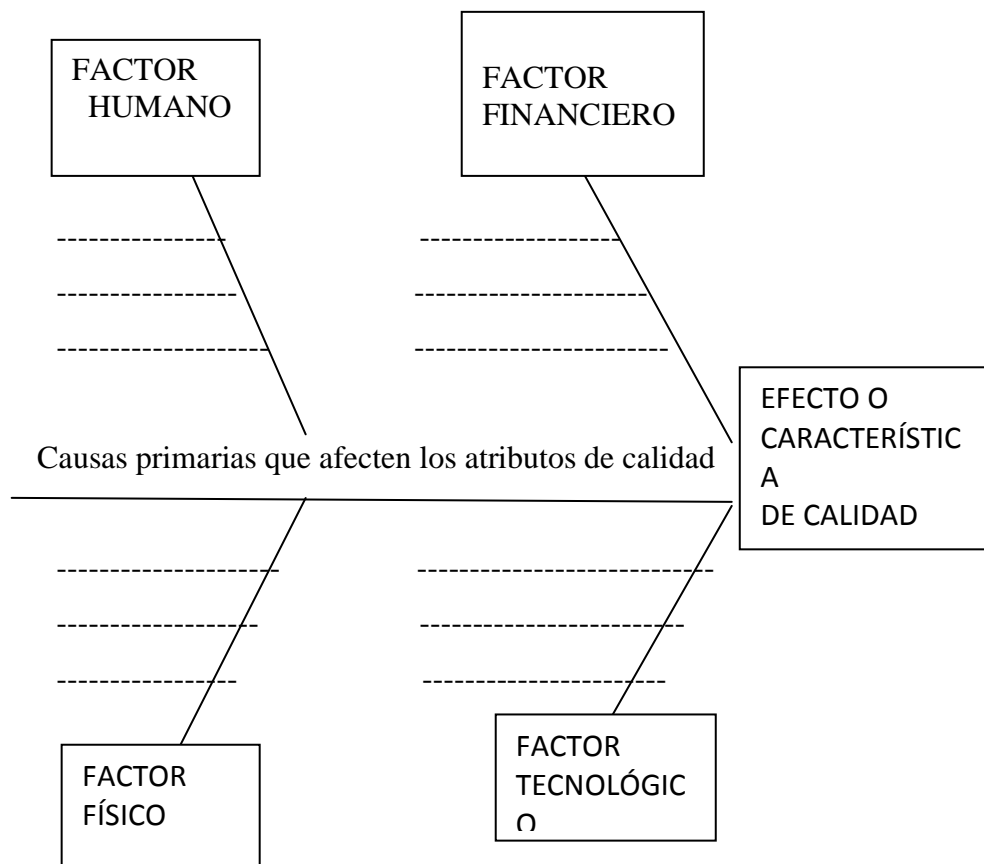 FACTOR
HUMANO
FACTOR
FINANCIERO
Causas primarias que afecten los atributos de calidad
EFECTO O
CARACTERÍSTIC
A
DE CALIDAD
FACTOR
FÍSICO
FACTOR
TECNOLÓGIC
O